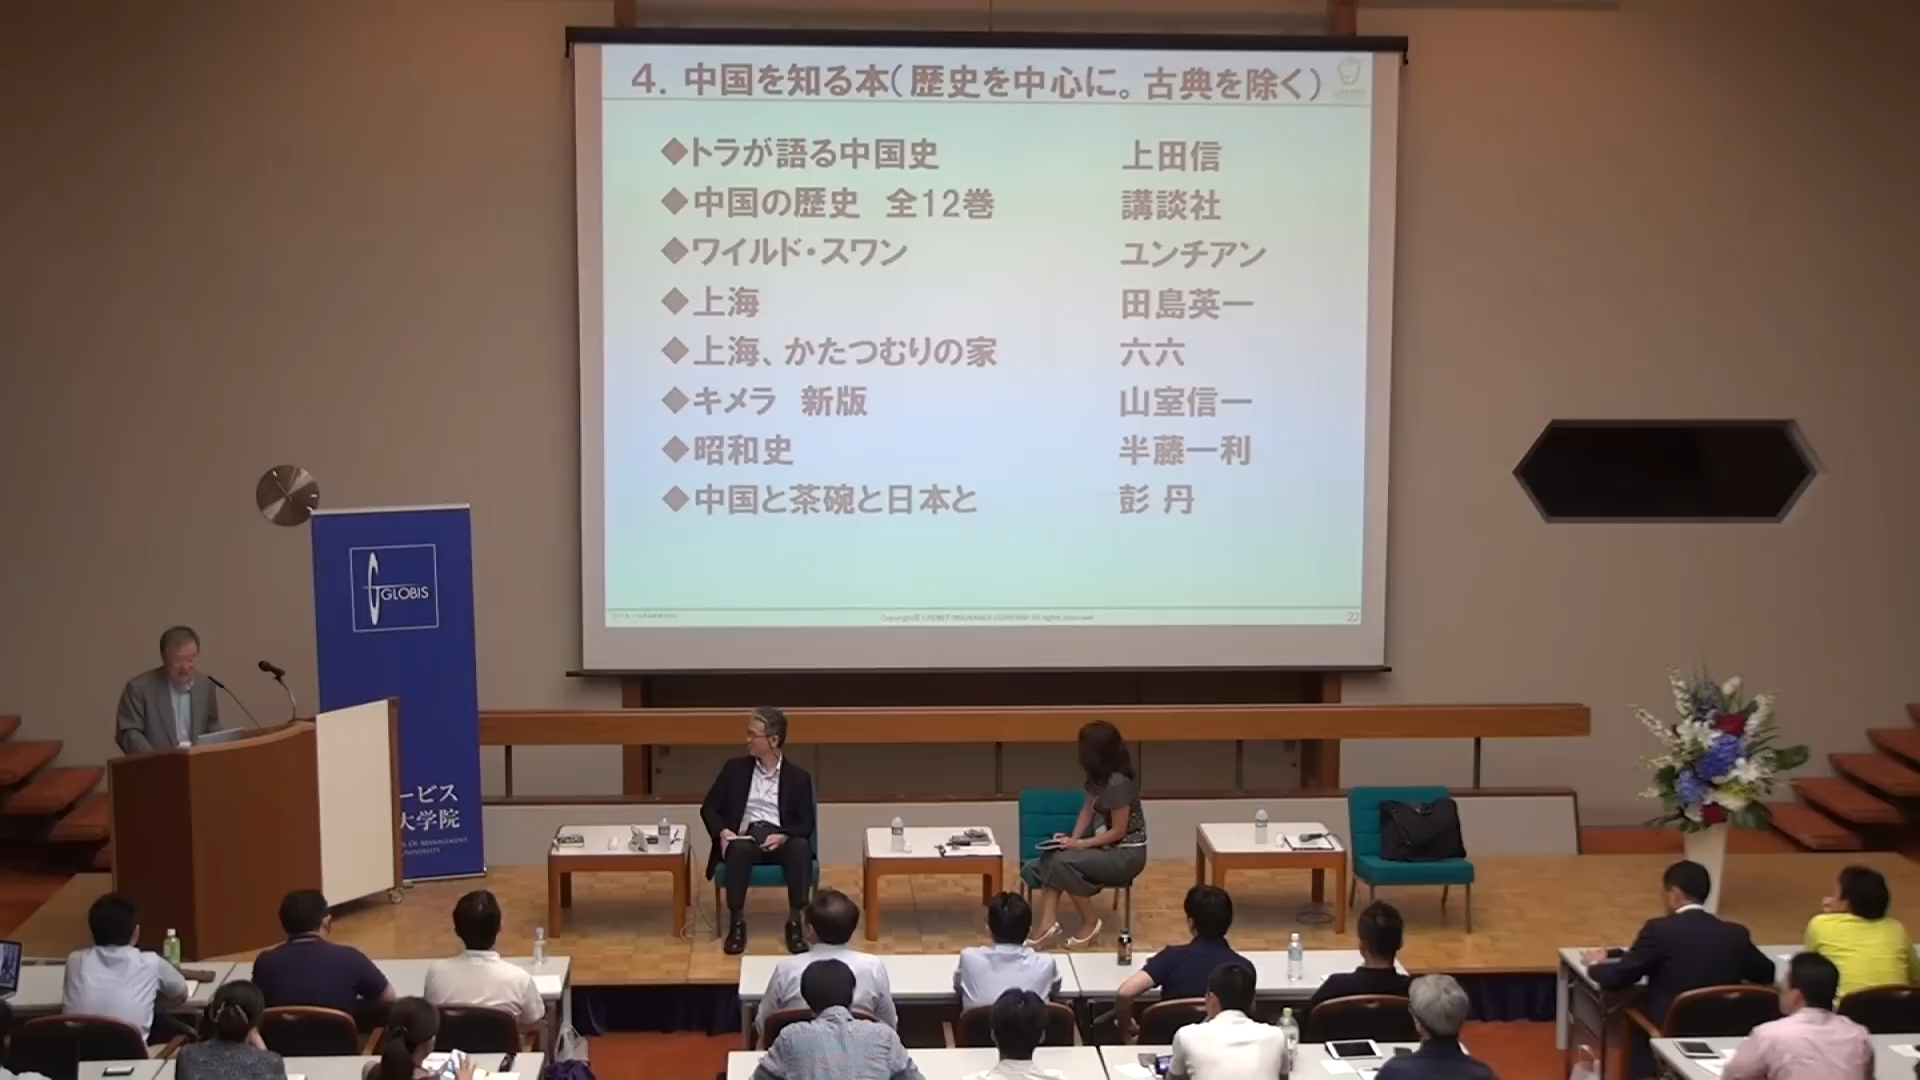 4. 中国を知る本(歴史を中心に。古典を除く)
◆トラが語る中国史 上田信
◆中国の歴史 全12巻 講談社
◆ワイルド・スワン ユンチアン
◆上海 田島英一
◆上海、かたつむりの家 六六
◆キメラ 新版 山室信一
◆昭和史 半藤一利
◆中国と茶碗と日本と 彭 丹
22
GLOBIS
ービス
大学院
OF MANAGEMENT
UNIVERSITY